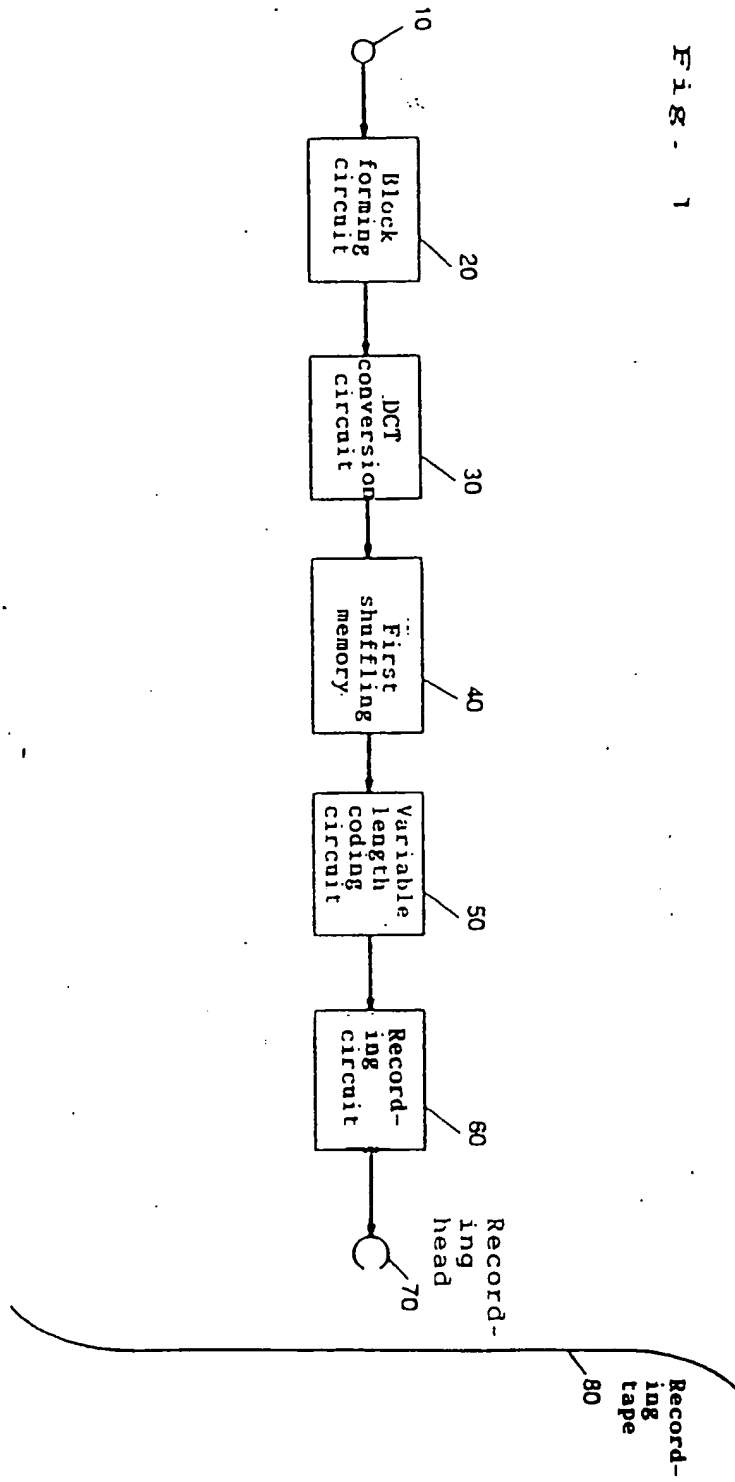 Fig. 1
10
Block
forming
circuit
20
DCT
conversion
circuit
30
First
shuffling
memory
40
Variable
length
coding
circuit
50
Record-
ing
circuit
60
Record-
ing
head
70
Record-
ing
tape
80